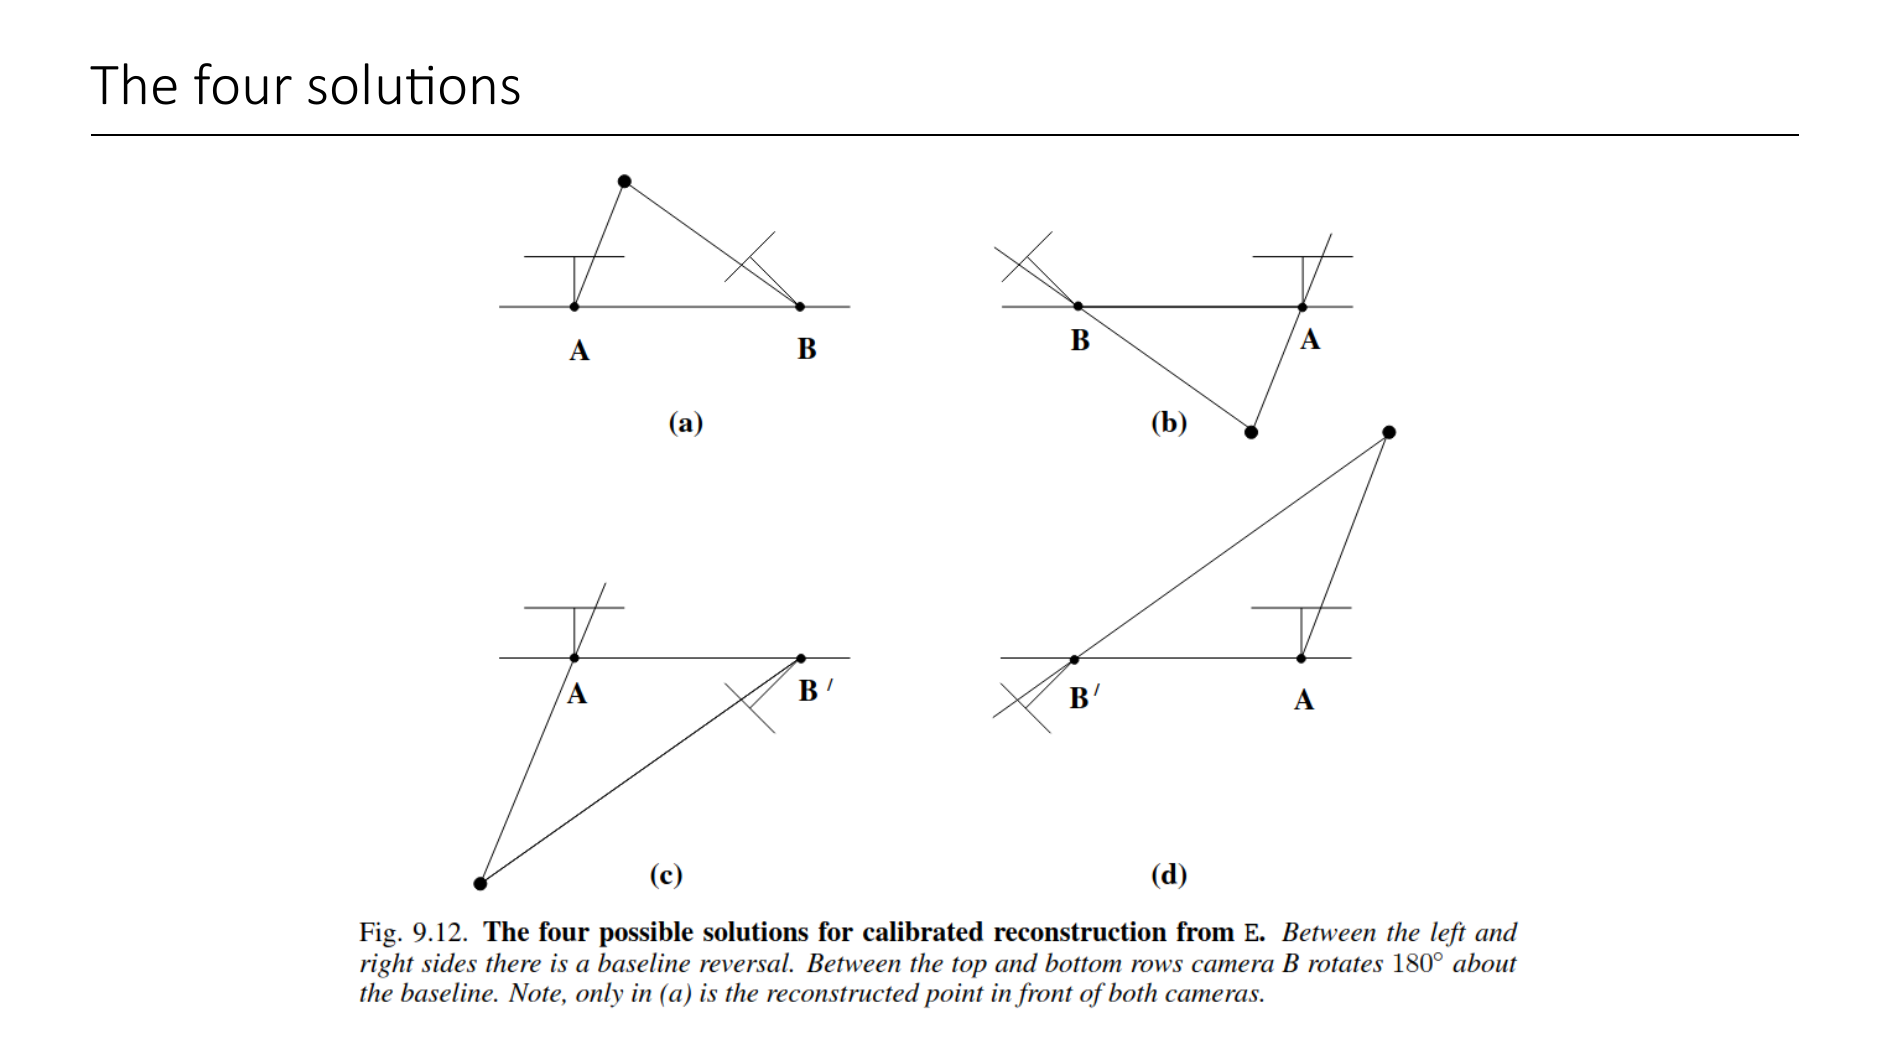 The four solutions
A
B
(a)
B
A
(b)
A
B /
(c)
B /
A
(d)
Fig. 9.12. The four possible solutions for calibrated reconstruction from E. Between the left and
right sides there is a baseline reversal. Between the top and bottom rows camera B rotates 180° about
the baseline. Note, only in (a) is the reconstructed point in front of both cameras.